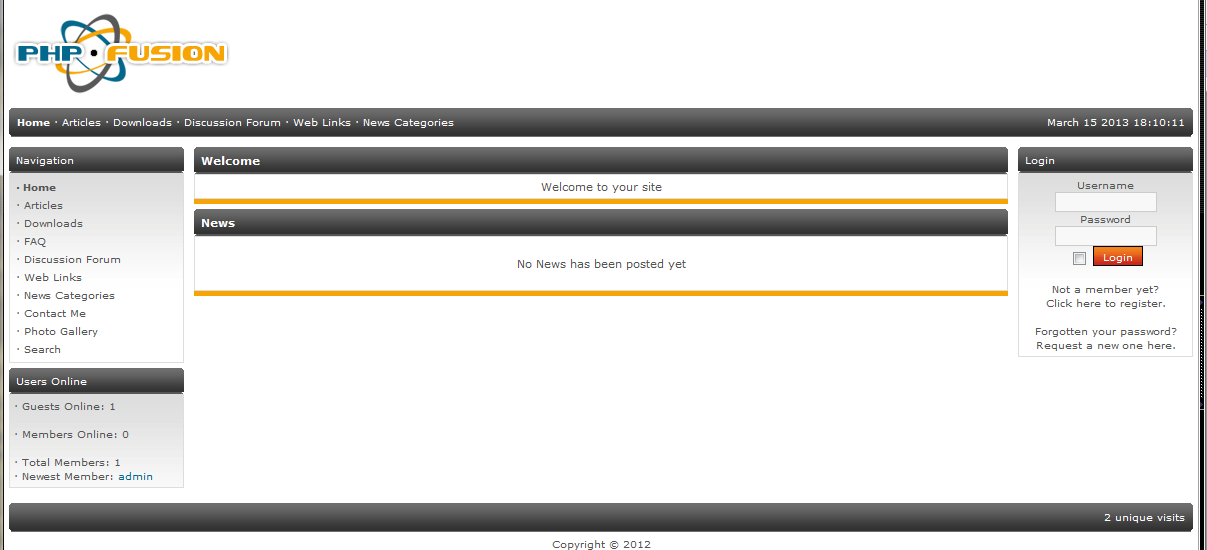 PHP·FUSION
Home · Articles · Downloads · Discussion Forum · Web Links · News Categories
March 15 2013 18:10:11
Navigation
· Home
· Articles
· Downloads
· FAQ
· Discussion Forum
· Web Links
· News Categories
· Contact Me
· Photo Gallery
· Search
Users Online
· Guests Online: 1
· Members Online: 0
· Total Members: 1
· Newest Member: admin
Welcome
Welcome to your site
News
No News has been posted yet
Login
Username
Password
Login
Not a member yet?
Click here to register.
Forgotten your password?
Request a new one here.
2 unique visits
Copyright © 2012